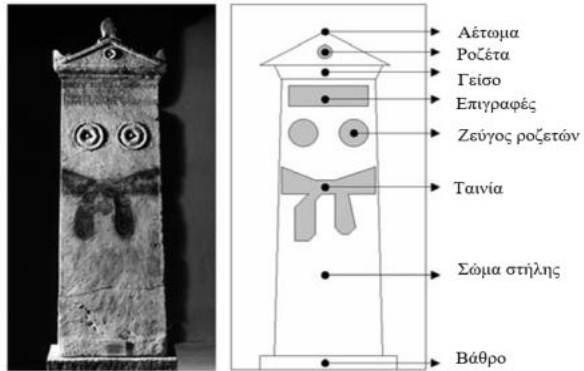 Αέτωμα
Ροζέτα
Γείσο
Επιγραφές
Ζεύγος ροζετών
Ταινία
Σώμα στήλης
Βάθρο